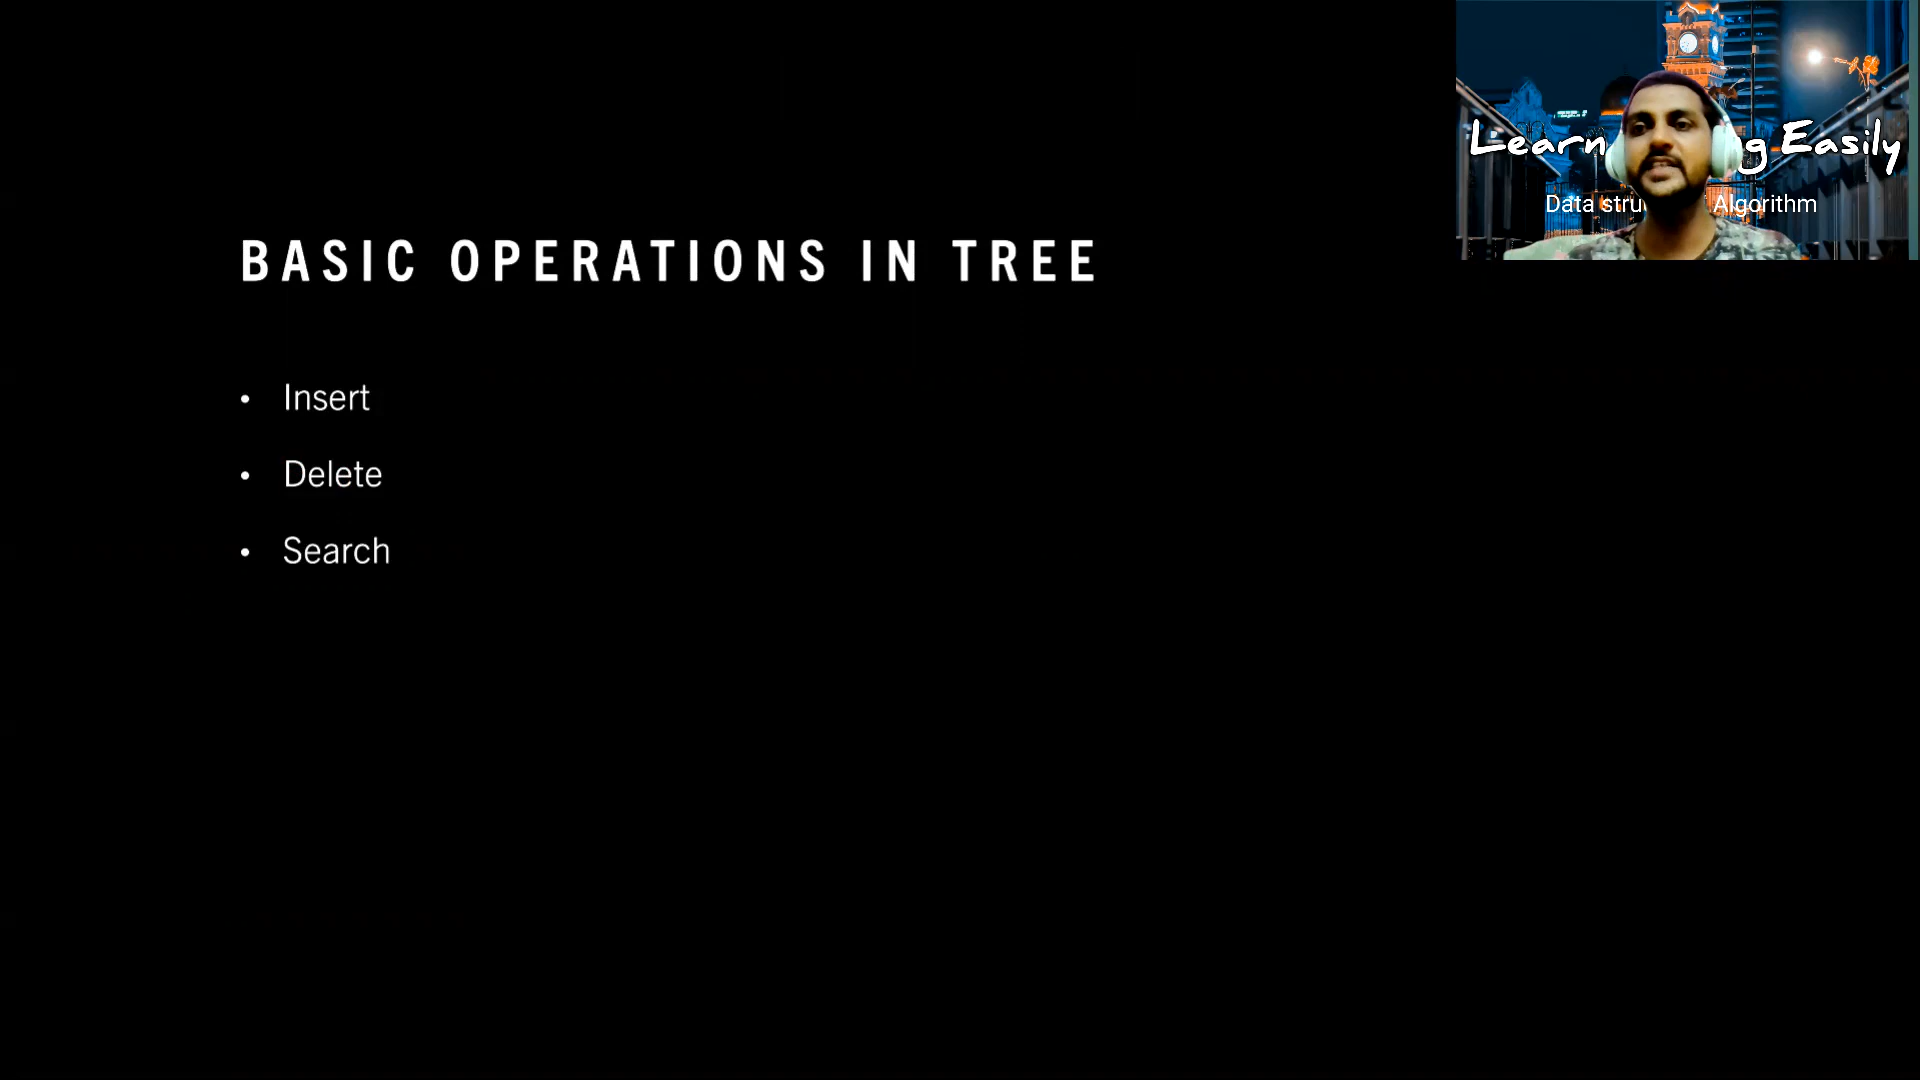 BASIC OPERATIONS IN TREE
• Insert
• Delete
• Search
Learn g Easily
Data stru Algorithm